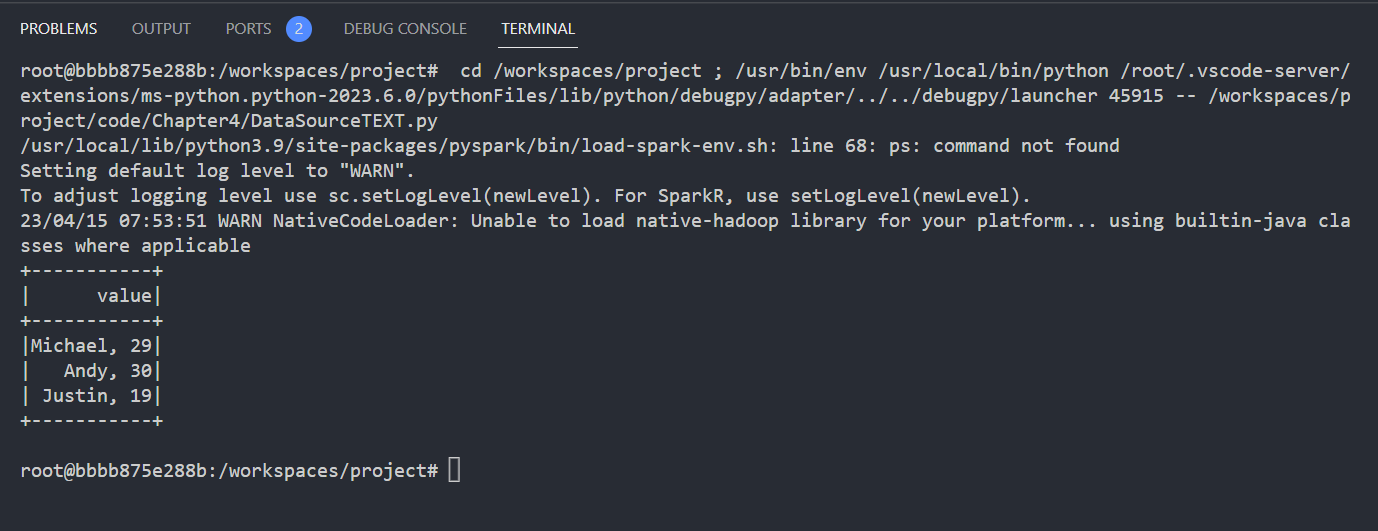 PROBLEMS OUTPUT PORTS 2 DEBUG CONSOLE TERMINAL
root@bbbb875e288b:/workspaces/project#  cd /workspaces/project ; /usr/bin/env /usr/local/bin/python /root/.vscode-server/
extensions/ms-python.python-2023.6.0/pythonFiles/lib/python/debugpy/adapter/../../debugpy/launcher 45915 -- /workspaces/p
roject/code/Chapter4/DataSourceTEXT.py
/usr/local/lib/python3.9/site-packages/pyspark/bin/load-spark-env.sh: line 68: ps: command not found
Setting default log level to "WARN".
To adjust logging level use sc.setLogLevel(newLevel). For SparkR, use setLogLevel(newLevel).
23/04/15 07:53:51 WARN NativeCodeLoader: Unable to load native-hadoop library for your platform... using builtin-java cla
sses where applicable
+-----------+
|      value|
+-----------+
|Michael, 29|
|   Andy, 30|
| Justin, 19|
+-----------+
root@bbbb875e288b:/workspaces/project#